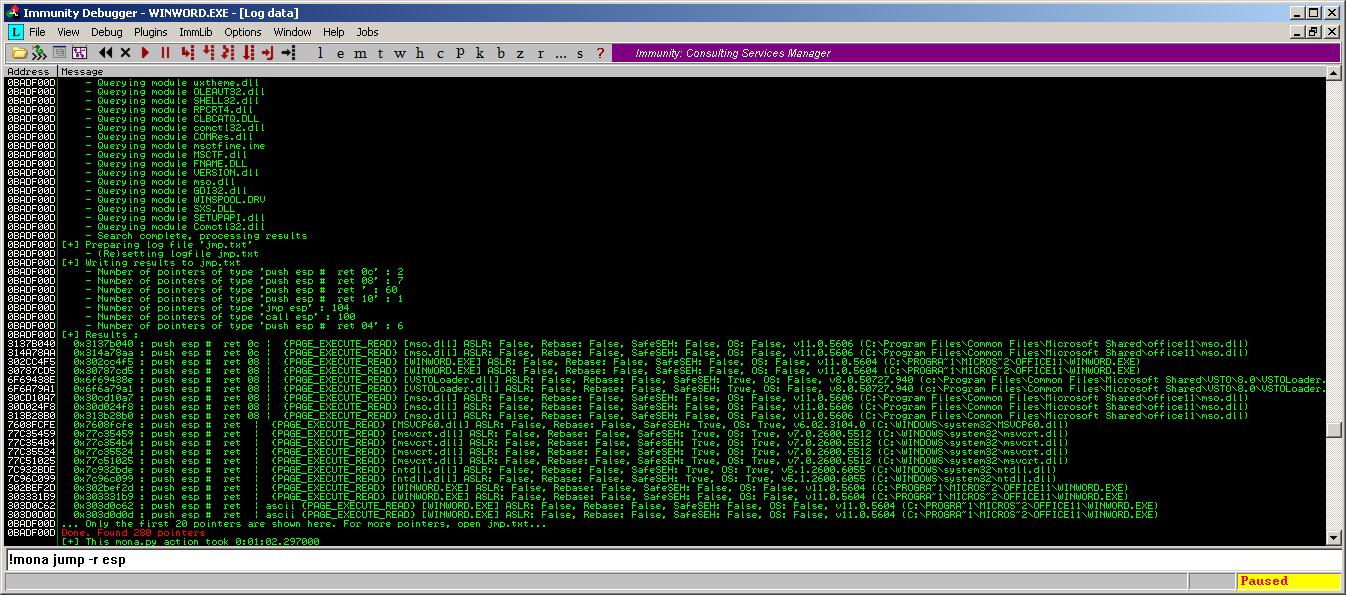 Immunity Debugger - WINWORD.EXE - [Log data]
File View Debug Plugins ImmLib Options Window Help Jobs
l e m t w h c P k b z r ... s ? Immunity: Consulting Services Manager
Address Message
0BADF00D - Querying module uxtheme.dll
0BADF00D - Querying module OLEAUT32.dll
0BADF00D - Querying module SHELL32.dll
0BADF00D - Querying module RPCRT4.dll
0BADF00D - Querying module CLBCATQ.DLL
0BADF00D - Querying module comctl32.dll
0BADF00D - Querying module COMRes.dll
0BADF00D - Querying module msctfime.ime
0BADF00D - Querying module MSCTF.dll
0BADF00D - Querying module FNAME.DLL
0BADF00D - Querying module VERSION.dll
0BADF00D - Querying module mso.dll
0BADF00D - Querying module GDI32.dll
0BADF00D - Querying module WINSPOOL.DRV
0BADF00D - Querying module SXS.DLL
0BADF00D - Querying module SETUPAPI.dll
0BADF00D - Querying module Comctl32.dll
0BADF00D - Search complete, processing results
0BADF00D [+] Preparing log file 'jmp.txt'
0BADF00D - (Re)setting logfile jmp.txt
0BADF00D [+] Writing results to jmp.txt
0BADF00D - Number of pointers of type 'push esp # ret 0c' : 2
0BADF00D - Number of pointers of type 'push esp # ret 08' : 7
0BADF00D - Number of pointers of type 'push esp # ret ' : 60
0BADF00D - Number of pointers of type 'push esp # ret 10' : 1
0BADF00D - Number of pointers of type 'jmp esp' : 104
0BADF00D - Number of pointers of type 'call esp' : 100
0BADF00D - Number of pointers of type 'push esp # ret 04' : 6
0BADF00D [+] Results :
3137B040 0x3137b040 : push esp # ret 0c | {PAGE_EXECUTE_READ} [mso.dll] ASLR: False, Rebase: False, SafeSEH: False, OS: False, v11.0.5606 (C:\Program Files\Common Files\Microsoft Shared\office11\mso.dll)
314A78AA 0x314a78aa : push esp # ret 0c | {PAGE_EXECUTE_READ} [mso.dll] ASLR: False, Rebase: False, SafeSEH: False, OS: False, v11.0.5606 (C:\Program Files\Common Files\Microsoft Shared\office11\mso.dll)
302CC4F5 0x302cc4f5 : push esp # ret 08 | {PAGE_EXECUTE_READ} [WINWORD.EXE] ASLR: False, Rebase: False, SafeSEH: False, OS: False, v11.0.5604 (C:\PROGRA~1\MICROS~2\OFFICE11\WINWORD.EXE)
30787CD5 0x30787cd5 : push esp # ret 08 | {PAGE_EXECUTE_READ} [WINWORD.EXE] ASLR: False, Rebase: False, SafeSEH: False, OS: False, v11.0.5604 (C:\PROGRA~1\MICROS~2\OFFICE11\WINWORD.EXE)
6F69438E 0x6f69438e : push esp # ret 08 | {PAGE_EXECUTE_READ} [VSTOLoader.dll] ASLR: False, Rebase: False, SafeSEH: True, OS: False, v8.0.50727.940 (c:\Program Files\Common Files\Microsoft Shared\VSTO\8.0\VSTOLoader.
6F6A79A1 0x6f6a79a1 : push esp # ret 08 | {PAGE_EXECUTE_READ} [VSTOLoader.dll] ASLR: False, Rebase: False, SafeSEH: True, OS: False, v8.0.50727.940 (c:\Program Files\Common Files\Microsoft Shared\VSTO\8.0\VSTOLoader.
30CD10A7 0x30cd10a7 : push esp # ret 08 | {PAGE_EXECUTE_READ} [mso.dll] ASLR: False, Rebase: False, SafeSEH: False, OS: False, v11.0.5606 (C:\Program Files\Common Files\Microsoft Shared\office11\mso.dll)
30D024F8 0x30d024f8 : push esp # ret 08 | {PAGE_EXECUTE_READ} [mso.dll] ASLR: False, Rebase: False, SafeSEH: False, OS: False, v11.0.5606 (C:\Program Files\Common Files\Microsoft Shared\office11\mso.dll)
313B28B0 0x313b28b0 : push esp # ret 08 | {PAGE_EXECUTE_READ} [mso.dll] ASLR: False, Rebase: False, SafeSEH: False, OS: False, v11.0.5606 (C:\Program Files\Common Files\Microsoft Shared\office11\mso.dll)
7608FCFE 0x7608fcfe : push esp # ret | {PAGE_EXECUTE_READ} [MSVCP60.dll] ASLR: False, Rebase: False, SafeSEH: True, OS: True, v6.02.3104.0 (C:\WINDOWS\system32\MSVCP60.dll)
77C35459 0x77c35459 : push esp # ret | {PAGE_EXECUTE_READ} [msvcrt.dll] ASLR: False, Rebase: False, SafeSEH: True, OS: True, v7.0.2600.5512 (C:\WINDOWS\system32\msvcrt.dll)
77C354B4 0x77c354b4 : push esp # ret | {PAGE_EXECUTE_READ} [msvcrt.dll] ASLR: False, Rebase: False, SafeSEH: True, OS: True, v7.0.2600.5512 (C:\WINDOWS\system32\msvcrt.dll)
77C35524 0x77c35524 : push esp # ret | {PAGE_EXECUTE_READ} [msvcrt.dll] ASLR: False, Rebase: False, SafeSEH: True, OS: True, v7.0.2600.5512 (C:\WINDOWS\system32\msvcrt.dll)
77C51025 0x77c51025 : push esp # ret | {PAGE_EXECUTE_READ} [msvcrt.dll] ASLR: False, Rebase: False, SafeSEH: True, OS: True, v7.0.2600.5512 (C:\WINDOWS\system32\msvcrt.dll)
7C932BDE 0x7c932bde : push esp # ret | {PAGE_EXECUTE_READ} [ntdll.dll] ASLR: False, Rebase: False, SafeSEH: True, OS: True, v5.1.2600.6055 (C:\WINDOWS\system32\ntdll.dll)
7C96C099 0x7c96c099 : push esp # ret | {PAGE_EXECUTE_READ} [ntdll.dll] ASLR: False, Rebase: False, SafeSEH: True, OS: True, v5.1.2600.6055 (C:\WINDOWS\system32\ntdll.dll)
302BEF2D 0x302bef2d : push esp # ret | {PAGE_EXECUTE_READ} [WINWORD.EXE] ASLR: False, Rebase: False, SafeSEH: False, OS: False, v11.0.5604 (C:\PROGRA~1\MICROS~2\OFFICE11\WINWORD.EXE)
303331B9 0x303331b9 : push esp # ret | {PAGE_EXECUTE_READ} [WINWORD.EXE] ASLR: False, Rebase: False, SafeSEH: False, OS: False, v11.0.5604 (C:\PROGRA~1\MICROS~2\OFFICE11\WINWORD.EXE)
303D0C62 0x303d0c62 : push esp # ret | ascii {PAGE_EXECUTE_READ} [WINWORD.EXE] ASLR: False, Rebase: False, SafeSEH: False, OS: False, v11.0.5604 (C:\PROGRA~1\MICROS~2\OFFICE11\WINWORD.EXE)
303D0D0D 0x303d0d0d : push esp # ret | ascii {PAGE_EXECUTE_READ} [WINWORD.EXE] ASLR: False, Rebase: False, SafeSEH: False, OS: False, v11.0.5604 (C:\PROGRA~1\MICROS~2\OFFICE11\WINWORD.EXE)
0BADF00D ... Only the first 20 pointers are shown here. For more pointers, open jmp.txt...
0BADF00D Done. Found 280 pointers
[+] This mona.py action took 0:01:02.297000
!mona jump -r esp
Paused